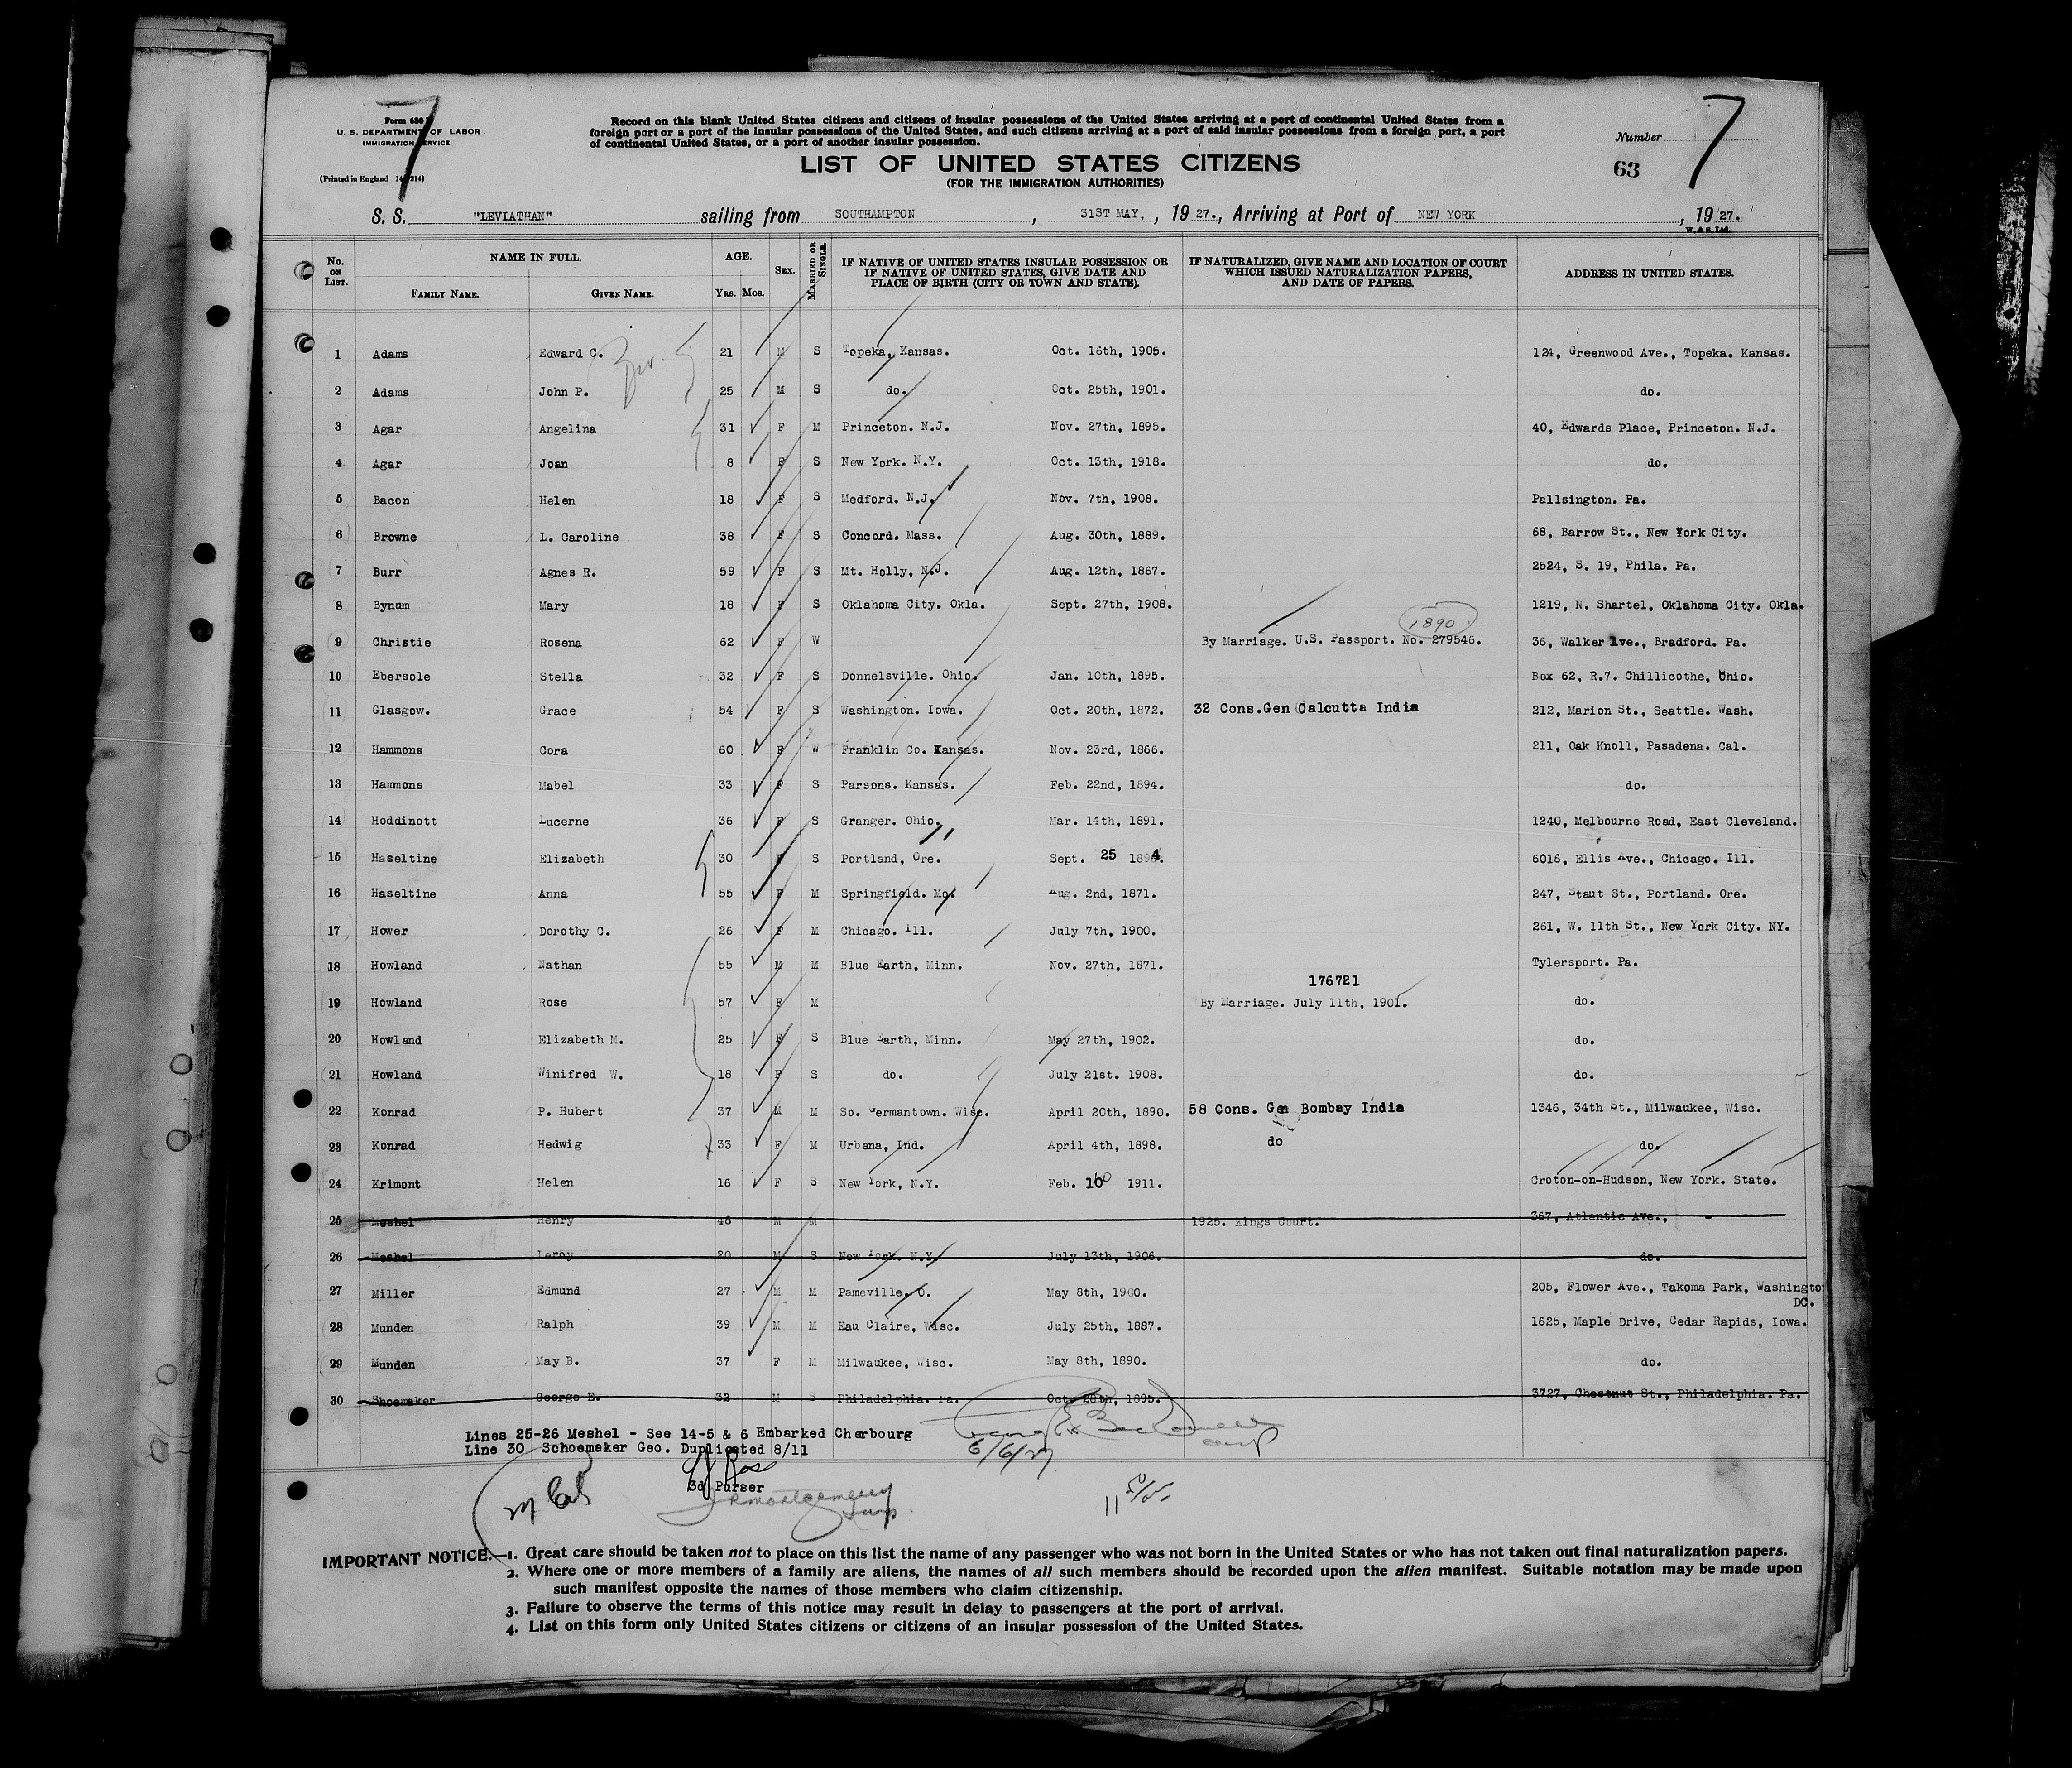 7
7
Form 630
U. S. DEPARTMENT OF LABOR
IMMIGRATION SERVICE
(Printed in England 14/214)
Record on this blank United States citizens and citizens of insular possessions of the United States arriving at a port of continental United States from a
foreign port or a port of the insular possessions of the United States, and such citizens arriving at a port of said insular possessions from a foreign port, a port
of continental United States, or a port of another insular possession.
Number
63
LIST OF UNITED STATES CITIZENS
(FOR THE IMMIGRATION AUTHORITIES)
S. S. "LEVIATHAN" sailing from SOUTHAMPTON , 31ST MAY, , 19 27., Arriving at Port of NEW YORK , 19 27.
W. & S. Ltd.
No. ON LIST. NAME IN FULL. FAMILY NAME. GIVEN NAME. AGE. YRS. MOS. SEX. MARRIED OR SINGLE. IF NATIVE OF UNITED STATES INSULAR POSSESSION OR IF NATIVE OF UNITED STATES, GIVE DATE AND PLACE OF BIRTH (CITY OR TOWN AND STATE). IF NATURALIZED, GIVE NAME AND LOCATION OF COURT WHICH ISSUED NATURALIZATION PAPERS, AND DATE OF PAPERS. ADDRESS IN UNITED STATES.
1 Adams Edward C. 21 M S Topeka, Kansas. Oct. 16th, 1905. 124, Greenwood Ave., Topeka. Kansas.
2 Adams John P. 25 M S do. Oct. 25th, 1901. do.
3 Agar Angelina 31 F M Princeton. N.J. Nov. 27th, 1895. 40, Edwards Place, Princeton. N.J.
4 Agar Joan 8 F S New York. N.Y. Oct. 13th, 1918. do.
5 Bacon Helen 18 F S Medford. N.J. Nov. 7th, 1908. Pallsington. Pa.
6 Browne L. Caroline 38 F S Concord. Mass. Aug. 30th, 1889. 68, Barrow St., New York City.
7 Burr Agnes R. 59 F S Mt. Holly, N.J. Aug. 12th, 1867. 2524, S. 19, Phila. Pa.
8 Bynum Mary 18 F S Oklahoma City. Okla. Sept. 27th, 1908. 1219, N. Shartel, Oklahoma City. Okla.
1890
9 Christie Rosena 62 F W By Marriage. U.S. Passport. No. 279546. 36, Walker Ave., Bradford. Pa.
10 Ebersole Stella 32 F S Donnelsville. Ohio. Jan. 10th, 1895. Box 62, R.7. Chillicothe, Ohio.
11 Glasgow. Grace 54 F S Washington. Iowa. Oct. 20th, 1872. 32 Cons.Gen Calcutta India 212, Marion St., Seattle. Wash.
12 Hammons Cora 60 F W Franklin Co. Kansas. Nov. 23rd, 1866. 211, Oak Knoll, Pasadena. Cal.
13 Hammons Mabel 33 F S Parsons. Kansas. Feb. 22nd, 1894. do.
14 Hoddinott Lucerne 36 F S Granger. Ohio. Mar. 14th, 1891. 1240, Melbourne Road, East Cleveland.
15 Haseltine Elizabeth 30 F S Portland, Ore. Sept. 25 1894. 6016, Ellis Ave., Chicago. Ill.
16 Haseltine Anna 55 F M Springfield. Mo. Aug. 2nd, 1871. 247, Staut St., Portland. Ore.
17 Hower Dorothy C. 26 F M Chicago. Ill. July 7th, 1900. 261, W. 11th St., New York City. NY.
18 Howland Nathan 55 M M Blue Earth, Minn. Nov. 27th, 1871. Tylersport. Pa.
176721
19 Howland Rose 57 F M By Marriage. July 11th, 1901. do.
20 Howland Elizabeth M. 25 F S Blue Earth, Minn. May 27th, 1902. do.
21 Howland Winifred W. 18 F S do. July 21st. 1908. do.
22 Konrad P. Hubert 37 M M So. Germantown. Wisc. April 20th, 1890. 58 Cons. Gen Bombay India 1346, 34th St., Milwaukee, Wisc.
23 Konrad Hedwig 33 F M Urbana, Ind. April 4th, 1898. do do.
24 Krimont Helen 16 F S New York, N.Y. Feb. 10 1911. Croton-on-Hudson, New York. State.
25 Meshel Henry 48 M M 1925. Kings Court. 367, Atlantic Ave.,
26 Meshel Leroy 20 M S New York. N.Y. July 13th, 1906. do.
27 Miller Edmund 27 M M Pameville. O. May 8th, 1900. 205, Flower Ave., Takoma Park, Washington
DC.
28 Munden Ralph 39 M M Eau Claire, Wisc. July 25th, 1887. 1625, Maple Drive, Cedar Rapids, Iowa.
29 Munden May B. 37 F M Milwaukee, Wisc. May 8th, 1890. do.
30 Shoemaker George E. 32 M S Philadelphia. Pa. Oct. 28th, 1895. 3727, Chestnut St., Philadelphia. Pa.
Lines 25-26 Meshel - See 14-5 & 6 Embarked Cherbourg
Line 30 Schoemaker Geo. Duplicated 8/11
6/6/27
3d Purser
IMPORTANT NOTICE.—1. Great care should be taken not to place on this list the name of any passenger who was not born in the United States or who has not taken out final naturalization papers.
2. Where one or more members of a family are aliens, the names of all such members should be recorded upon the alien manifest. Suitable notation may be made upon
such manifest opposite the names of those members who claim citizenship.
3. Failure to observe the terms of this notice may result in delay to passengers at the port of arrival.
4. List on this form only United States citizens or citizens of an insular possession of the United States.